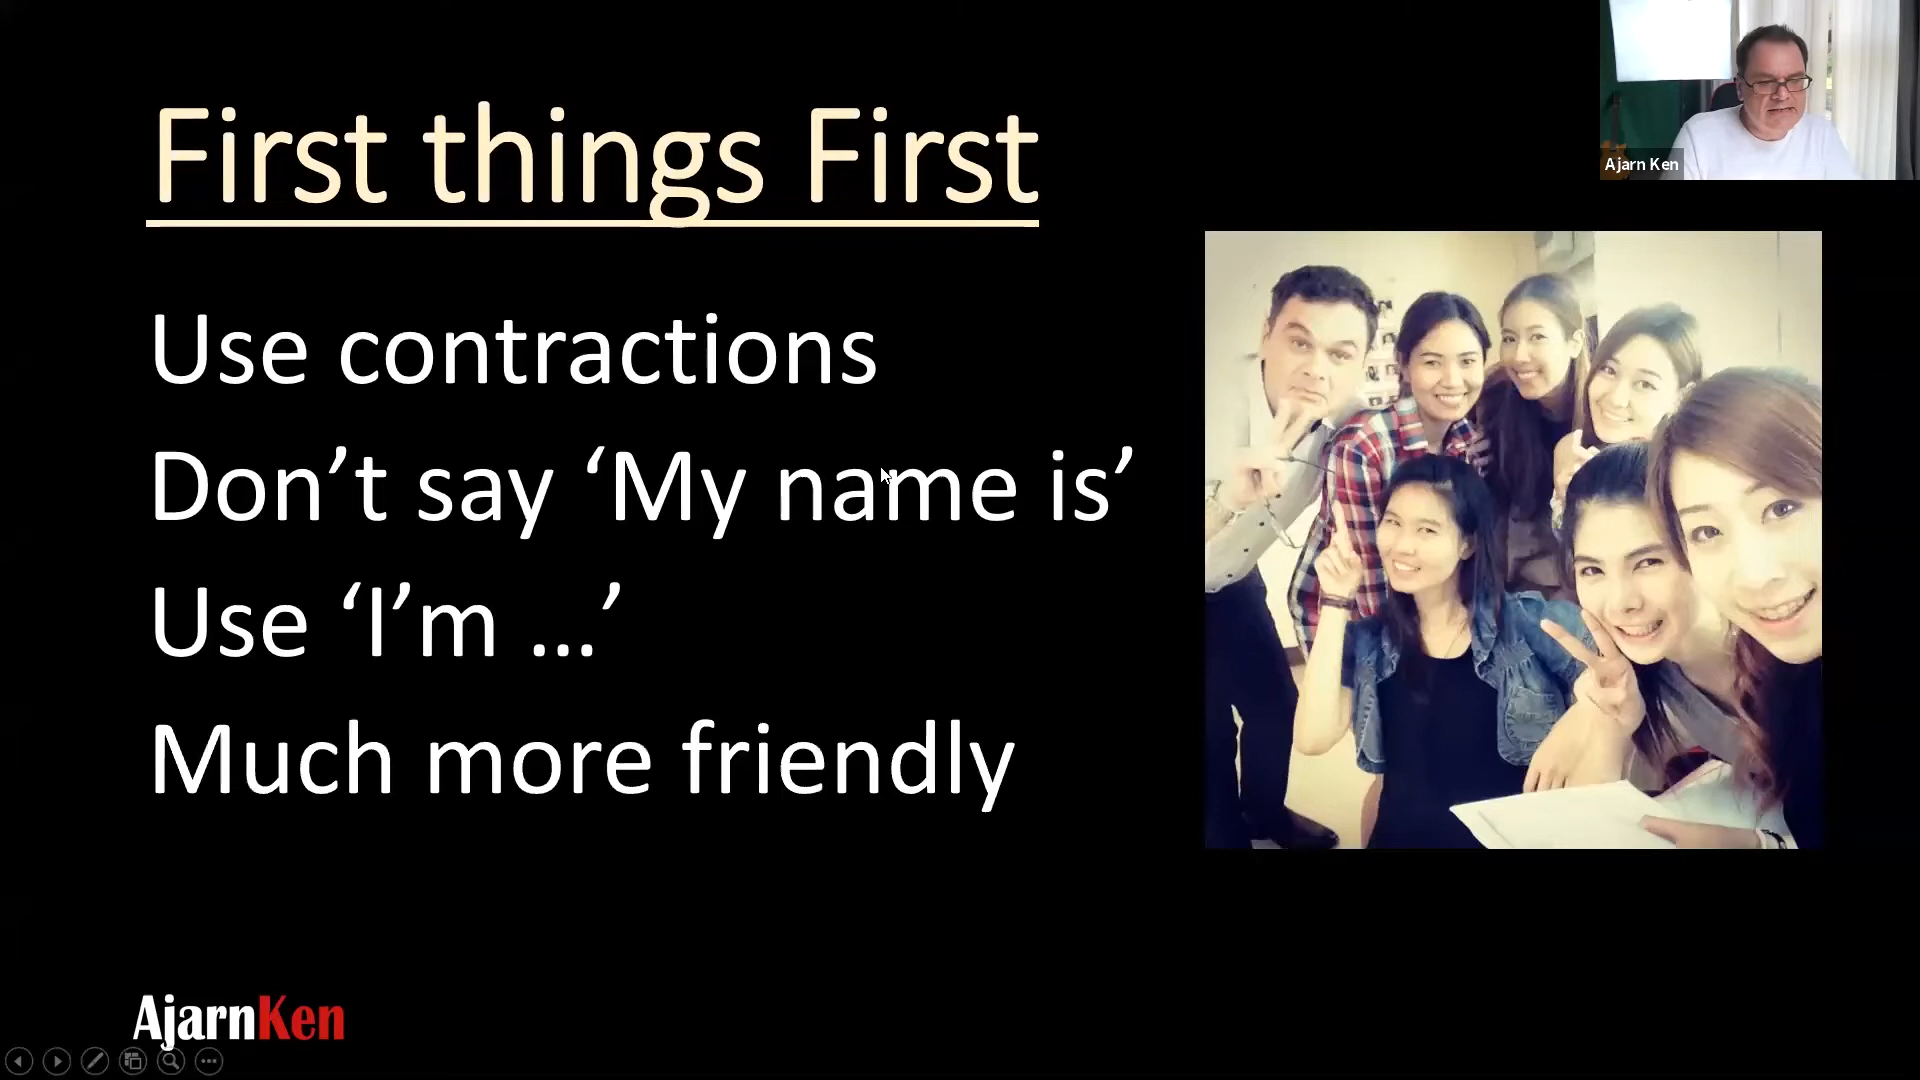 Ajarn Ken
First things First
Use contractions
Don’t say ‘My name is’
Use ‘I’m ...’
Much more friendly
AjarnKen